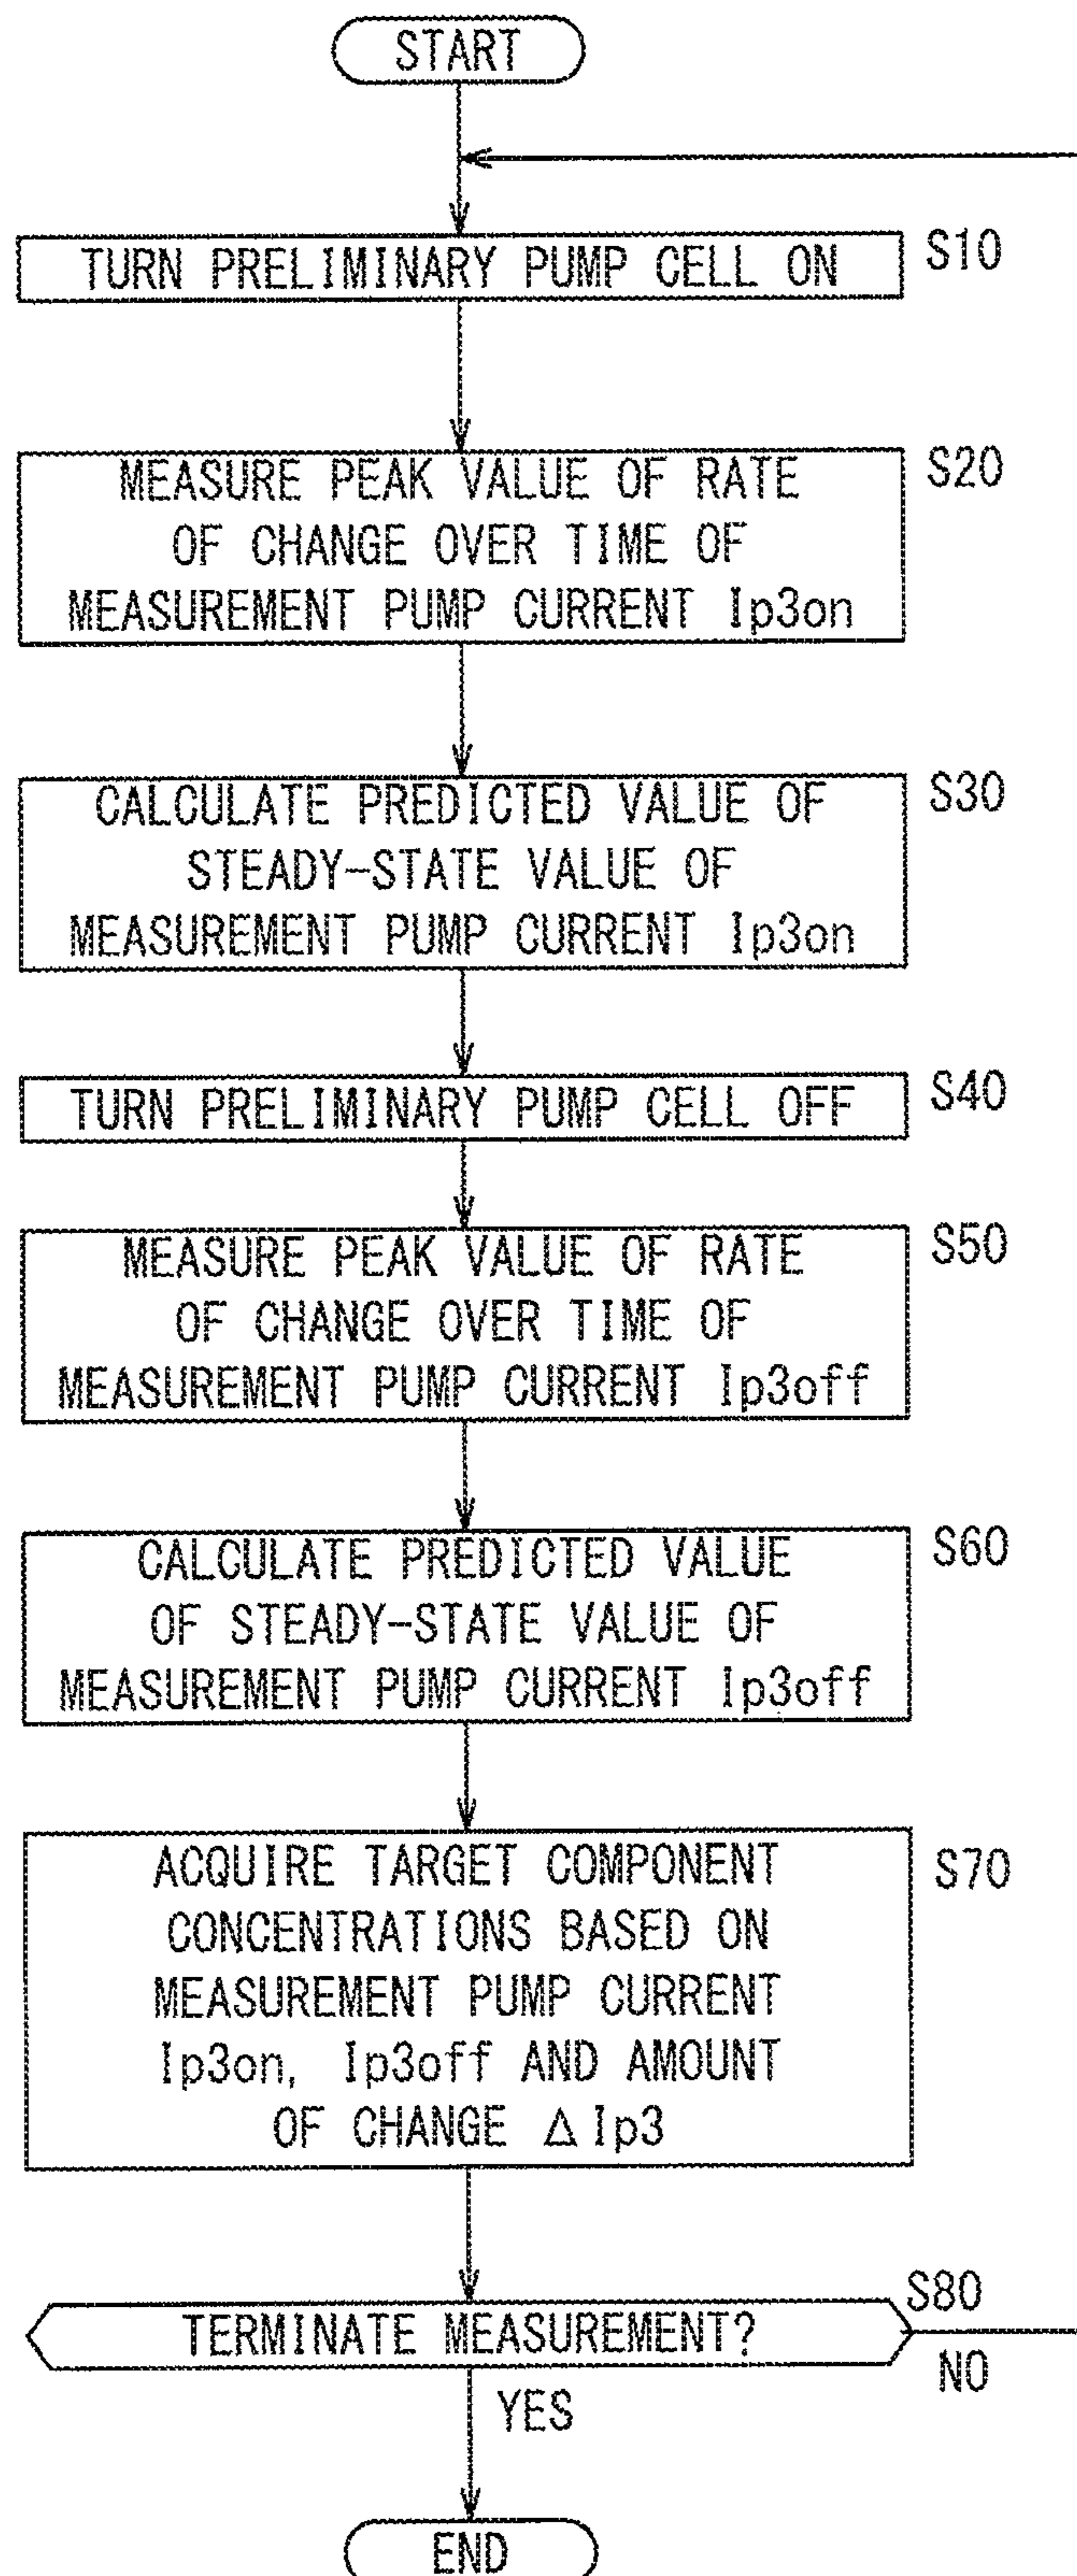 START
TURN PRELIMINARY PUMP CELL ON
S10
MEASURE PEAK VALUE OF RATE
OF CHANGE OVER TIME OF
MEASUREMENT PUMP CURRENT Ip3on
S20
CALCULATE PREDICTED VALUE OF
STEADY-STATE VALUE OF
MEASUREMENT PUMP CURRENT Ip3on
S30
TURN PRELIMINARY PUMP CELL OFF
S40
MEASURE PEAK VALUE OF RATE
OF CHANGE OVER TIME OF
MEASUREMENT PUMP CURRENT Ip3off
S50
CALCULATE PREDICTED VALUE
OF STEADY-STATE VALUE OF
MEASUREMENT PUMP CURRENT Ip3off
S60
ACQUIRE TARGET COMPONENT
CONCENTRATIONS BASED ON
MEASUREMENT PUMP CURRENT
Ip3on, Ip3off AND AMOUNT
OF CHANGE ΔIp3
S70
TERMINATE MEASUREMENT?
S80
NO
YES
END